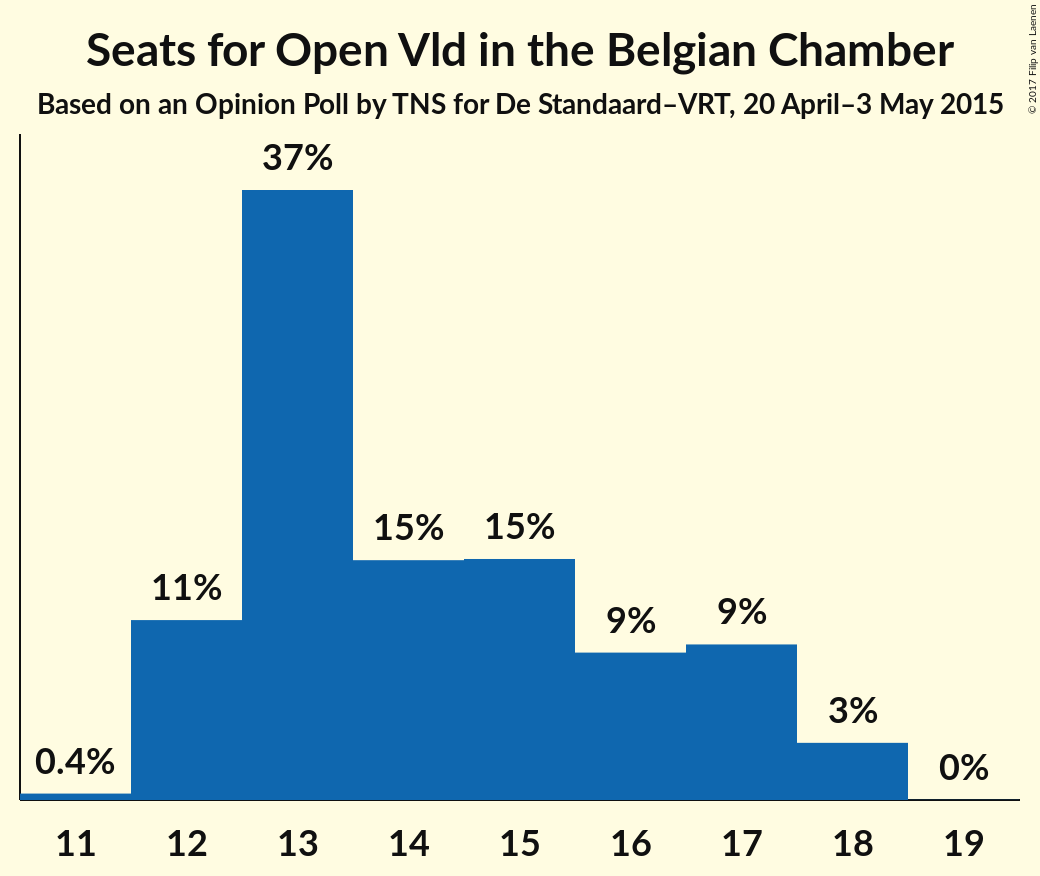 Seats for Open Vld in the Belgian Chamber
Based on an Opinion Poll by TNS for De Standaard–VRT, 20 April–3 May 2015
© 2017 Filip van Laenen
37%
15%
15%
11%
9%
9%
3%
0.4%
0%
11 12 13 14 15 16 17 18 19